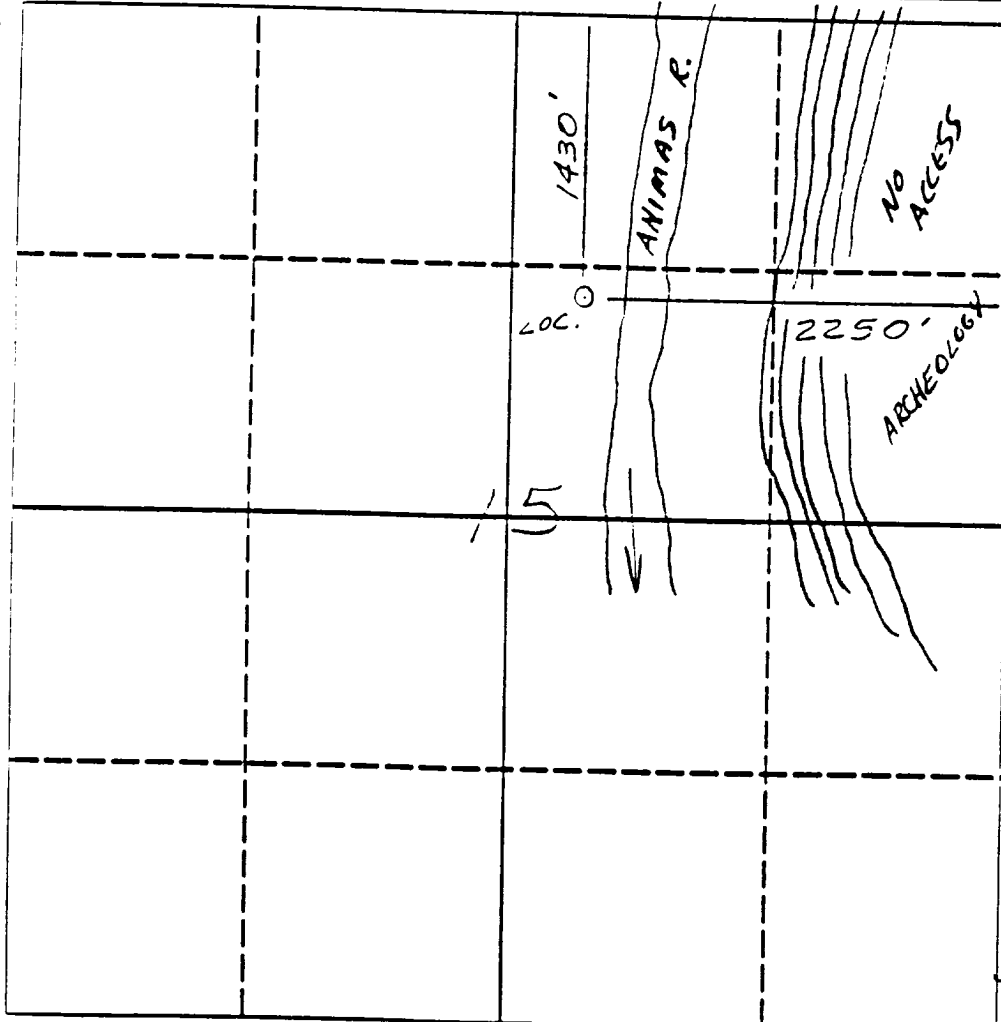 1430'
ANIMAS R.
NO
ACCESS
LOC.
2250'
ARCHEOLOGY
15